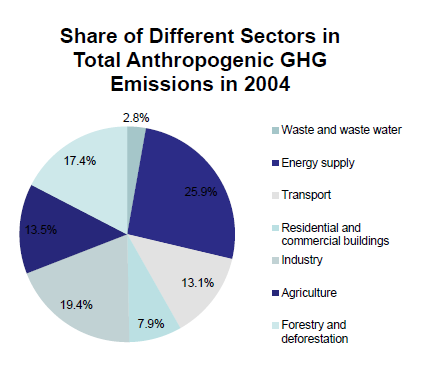 Share of Different Sectors in
Total Anthropogenic GHG
Emissions in 2004
2.8%
17.4%
25.9%
13.5%
13.1%
19.4%
7.9%
Waste and waste water
Energy supply
Transport
Residential and
commercial buildings
Industry
Agriculture
Forestry and
deforestation